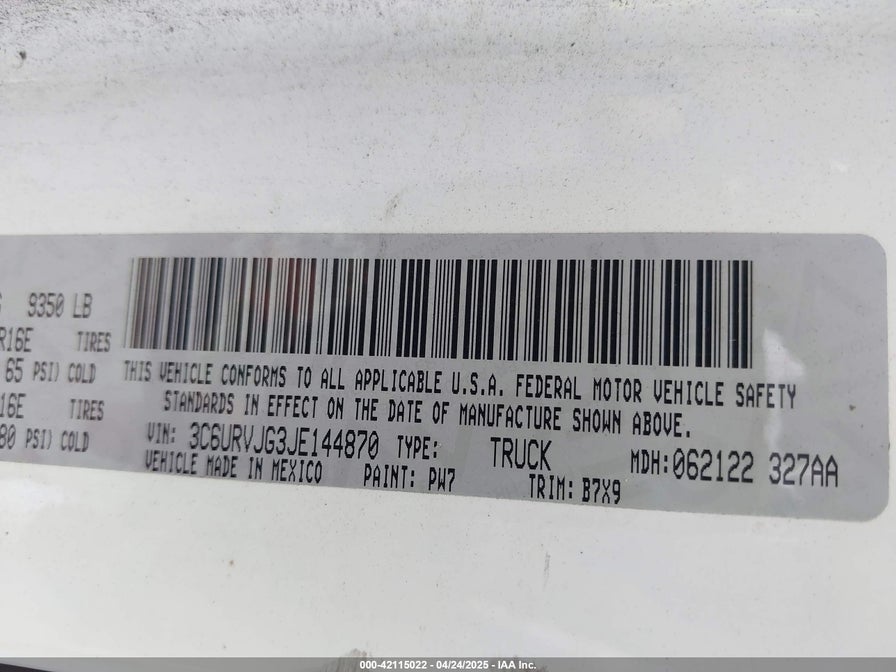 9350 LB
R16E TIRES
65 PSI) COLD
16E TIRES
80 PSI) COLD
THIS VEHICLE CONFORMS TO ALL APPLICABLE U.S.A. FEDERAL MOTOR VEHICLE SAFETY
STANDARDS IN EFFECT ON THE DATE OF MANUFACTURE SHOWN ABOVE.
VIN: 3C6URVJG3JE144870 TYPE: TRUCK MDH:062122 327AA
VEHICLE MADE IN MEXICO PAINT: PW7 TRIM: B7X9
000-42115022 - 04/24/2025 - IAA Inc.